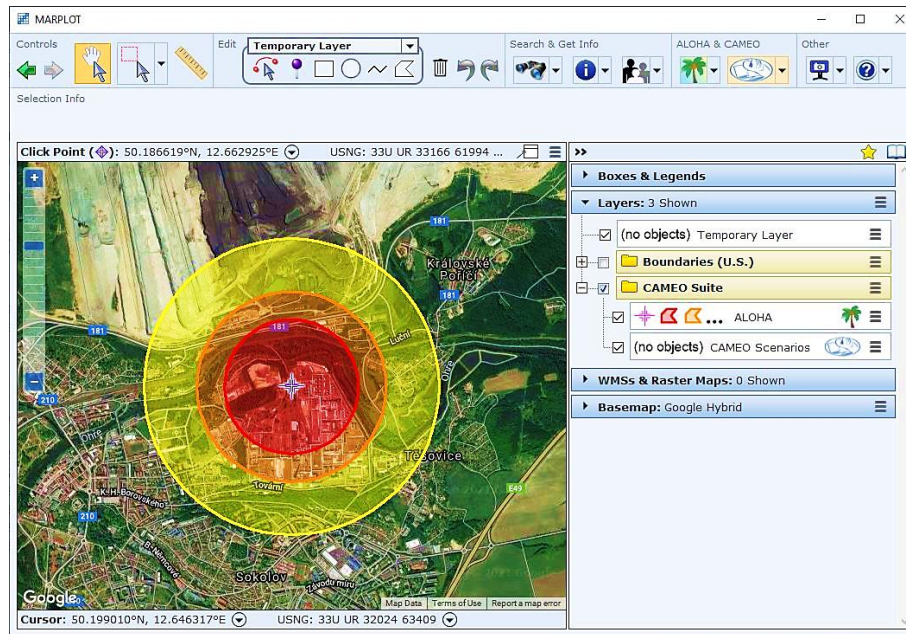 MARPLOT
Controls
Edit
Temporary Layer
Search & Get Info
ALOHA & CAMEO
Other
Selection Info
Click Point ( ): 50.186619°N, 12.662925°E
USNG: 33U UR 33166 61994 ...
181
Královské
Poříčí
181
181
181
Luční
Ohře
210
Ohře
Těšovice
Tovární
E49
K. H. Borovského
210
B. Němcové
Sokolov
Závodu míru
Google
Map Data
Terms of Use
Report a map error
Cursor: 50.199010°N, 12.646317°E
USNG: 33U UR 32024 63409
Boxes & Legends
Layers: 3 Shown
(no objects) Temporary Layer
Boundaries (U.S.)
CAMEO Suite
... ALOHA
(no objects) CAMEO Scenarios
WMSs & Raster Maps: 0 Shown
Basemap: Google Hybrid